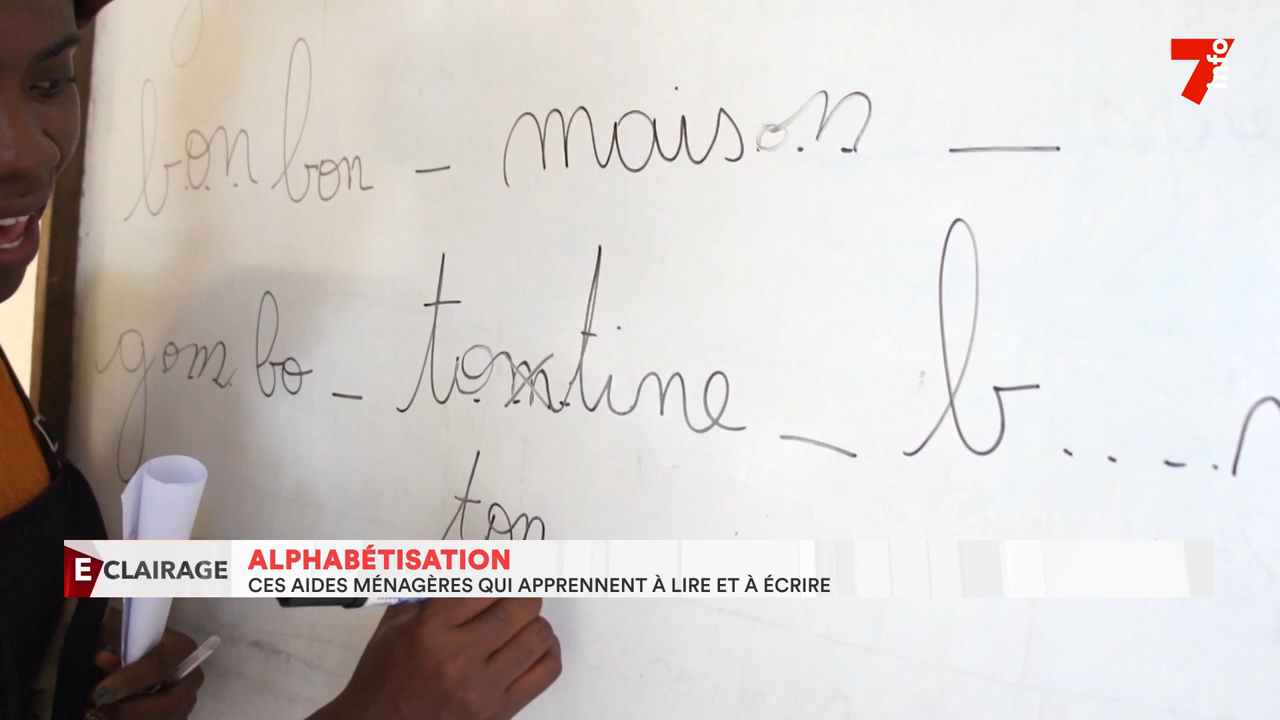 7 info
bonbon - maison —
gombo - tontine - b
ton
ECLAIRAGE
ALPHABÉTISATION
CES AIDES MÉNAGÈRES QUI APPRENNENT À LIRE ET À ÉCRIRE